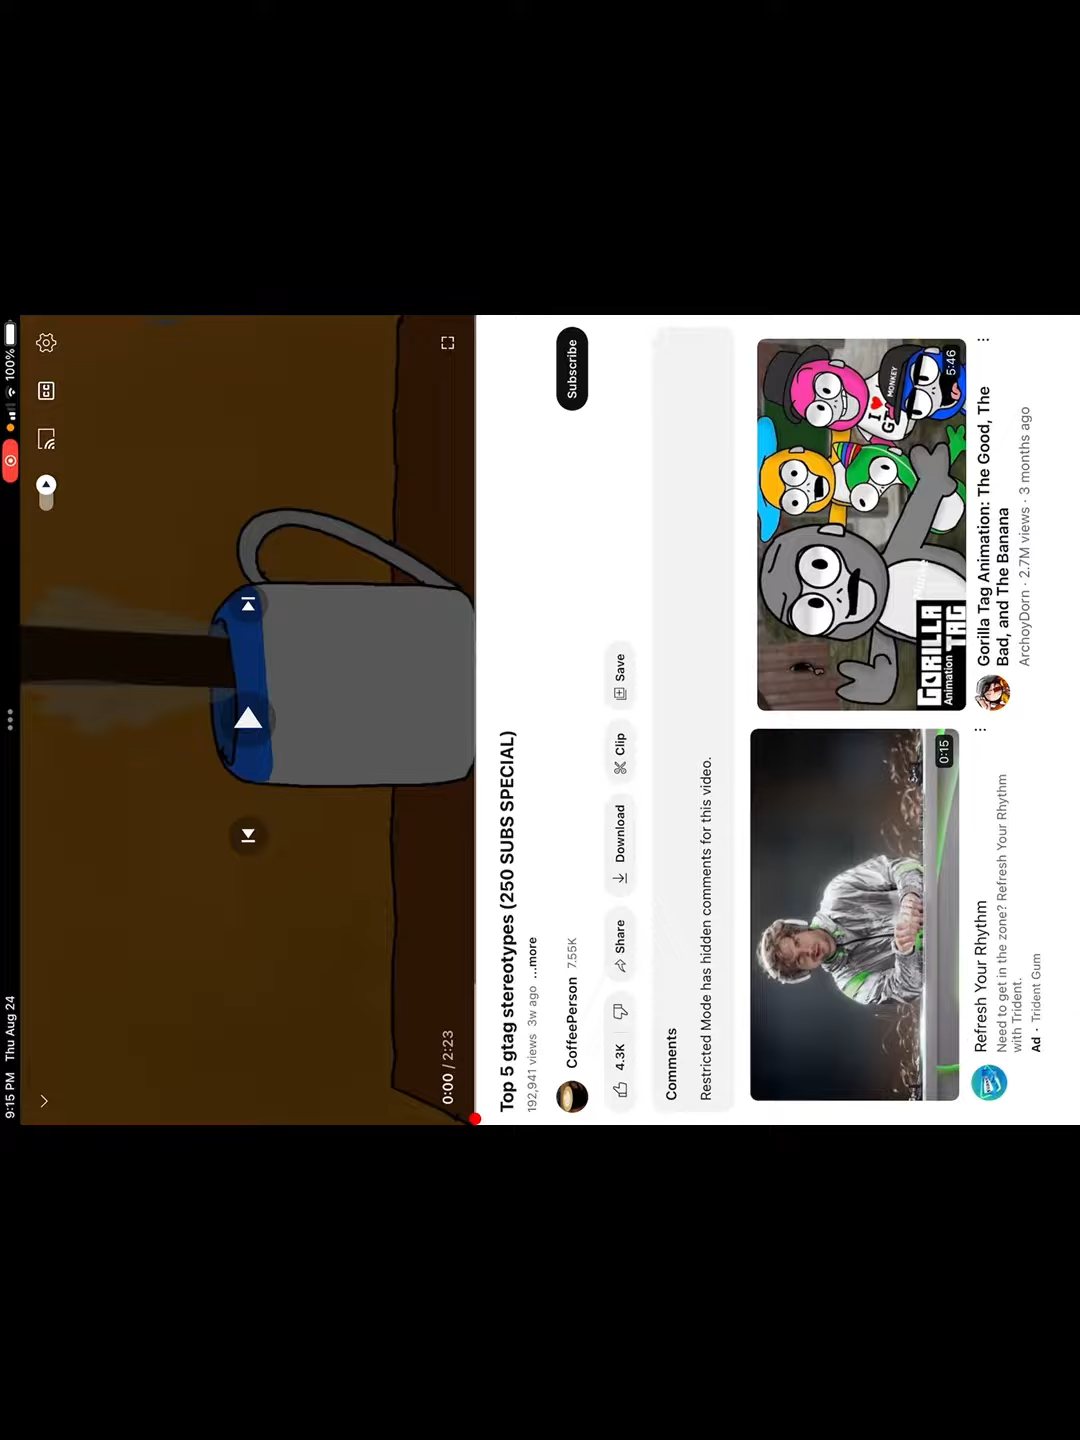 9:15 PM Thu Aug 24
100%
0:00 / 2:23
Top 5 gtag stereotypes (250 SUBS SPECIAL)
192,941 views 3w ago ...more
CoffeePerson 7.55K
Subscribe
4.3K
Share
Download
Clip
Save
Comments
Restricted Mode has hidden comments for this video.
0:15
Refresh Your Rhythm
Need to get in the zone? Refresh Your Rhythm
with Trident.
Ad · Trident Gum
MONKEY
I ♥
GT
GORILLA
TAG
Animation
5:46
Gorilla Tag Animation: The Good, The
Bad, and The Banana
ArchoyDorn · 2.7M views · 3 months ago